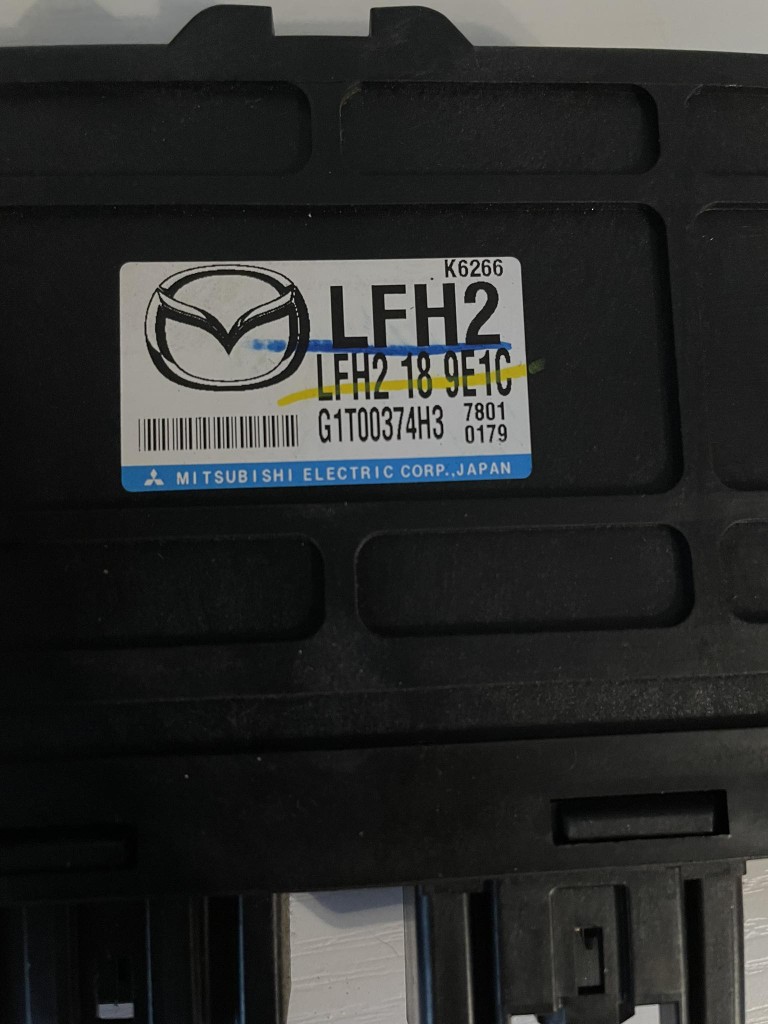 K6266
LFH2
LFH2 18 9E1C
G1T00374H3 7801
0179
MITSUBISHI ELECTRIC CORP.,JAPAN